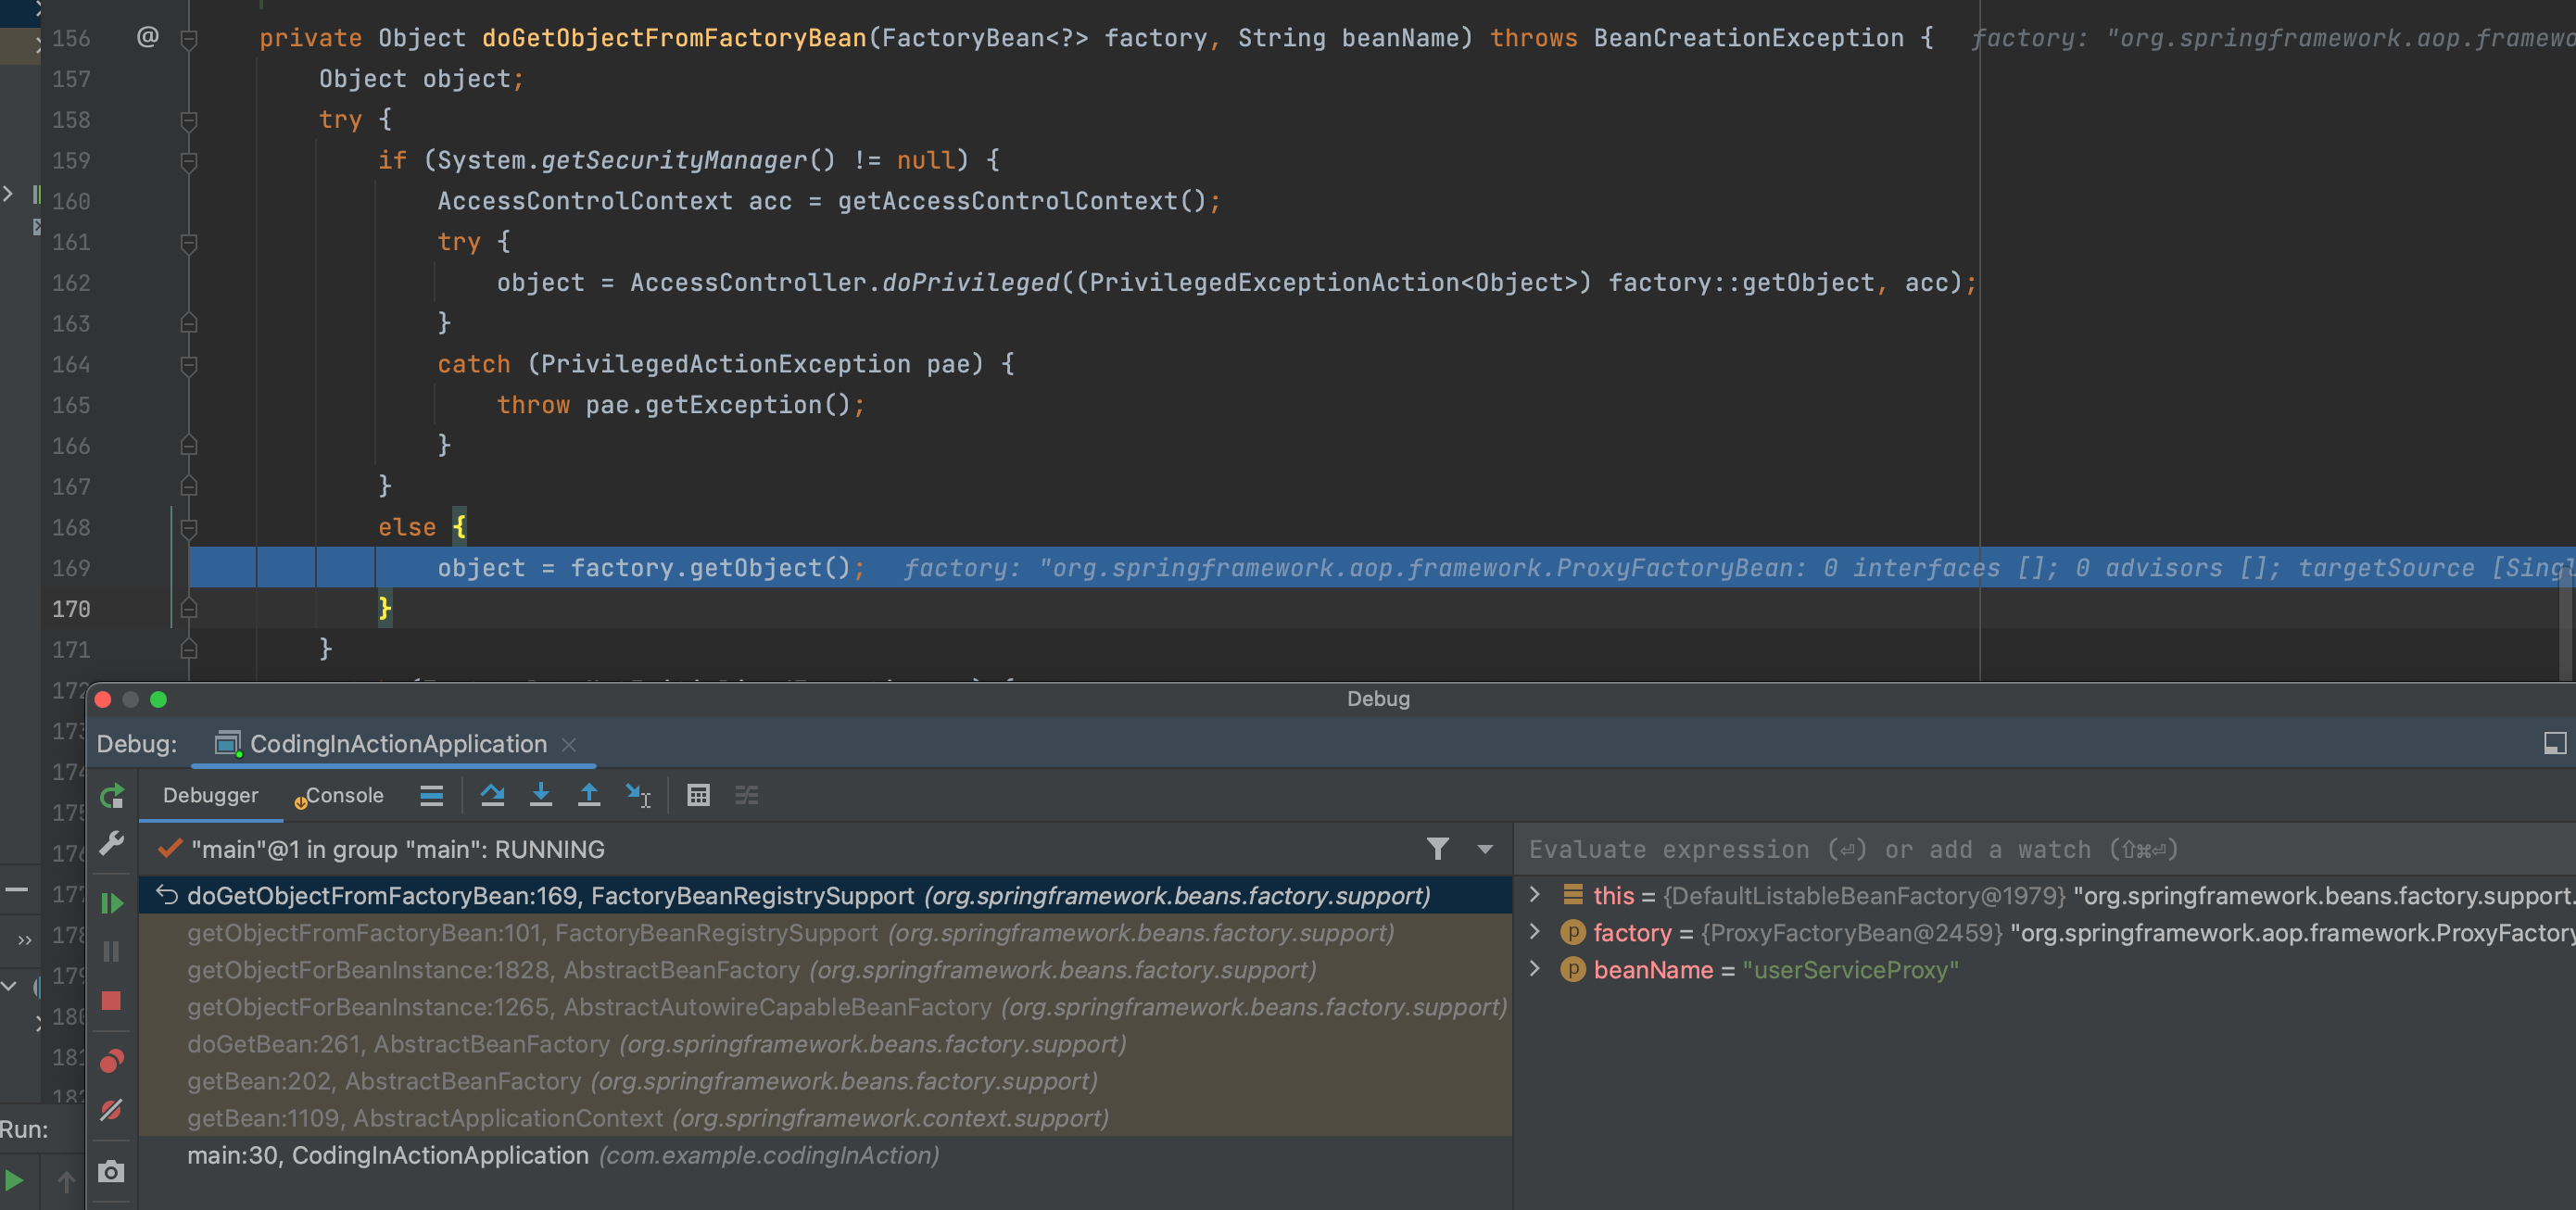 156 @ private Object doGetObjectFromFactoryBean(FactoryBean<?> factory, String beanName) throws BeanCreationException { factory: "org.springframework.aop.framewo
157 Object object;
158 try {
159 if (System.getSecurityManager() != null) {
160 AccessControlContext acc = getAccessControlContext();
161 try {
162 object = AccessController.doPrivileged((PrivilegedExceptionAction<Object>) factory::getObject, acc);
163 }
164 catch (PrivilegedActionException pae) {
165 throw pae.getException();
166 }
167 }
168 else {
169 object = factory.getObject(); factory: "org.springframework.aop.framework.ProxyFactoryBean: 0 interfaces []; 0 advisors []; targetSource [Singl
170 }
171 }
172
Debug
173
Debug: CodingInActionApplication
174
175
Debugger Console
176
"main"@1 in group "main": RUNNING
Evaluate expression (⏎) or add a watch (⇧⌘⏎)
177
doGetObjectFromFactoryBean:169, FactoryBeanRegistrySupport (org.springframework.beans.factory.support)
this = {DefaultListableBeanFactory@1979} "org.springframework.beans.factory.support.
178
getObjectFromFactoryBean:101, FactoryBeanRegistrySupport (org.springframework.beans.factory.support)
factory = {ProxyFactoryBean@2459} "org.springframework.aop.framework.ProxyFactory
179
getObjectForBeanInstance:1828, AbstractBeanFactory (org.springframework.beans.factory.support)
beanName = "userServiceProxy"
180
getObjectForBeanInstance:1265, AbstractAutowireCapableBeanFactory (org.springframework.beans.factory.support)
181
doGetBean:261, AbstractBeanFactory (org.springframework.beans.factory.support)
182
getBean:202, AbstractBeanFactory (org.springframework.beans.factory.support)
getBean:1109, AbstractApplicationContext (org.springframework.context.support)
Run:
main:30, CodingInActionApplication (com.example.codingInAction)